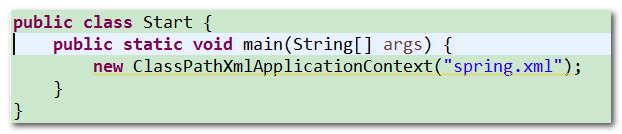 public class Start {
    public static void main(String[] args) {
        new ClassPathXmlApplicationContext("spring.xml");
    }
}